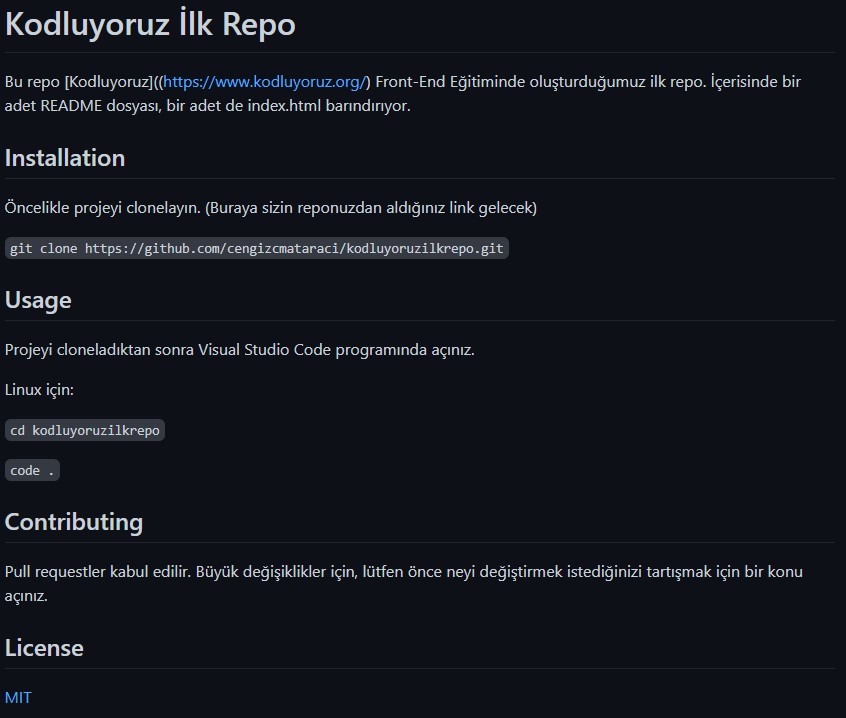 Kodluyoruz İlk Repo
Bu repo [Kodluyoruz]((https://www.kodluyoruz.org/) Front-End Eğitiminde oluşturduğumuz ilk repo. İçerisinde bir
adet README dosyası, bir adet de index.html barındırıyor.
Installation
Öncelikle projeyi clonelayın. (Buraya sizin reponuzdan aldığınız link gelecek)
git clone https://github.com/cengizcmataraci/kodluyoruzilkrepo.git
Usage
Projeyi cloneladıktan sonra Visual Studio Code programında açınız.
Linux için:
cd kodluyoruzilkrepo
code .
Contributing
Pull requestler kabul edilir. Büyük değişiklikler için, lütfen önce neyi değiştirmek istediğinizi tartışmak için bir konu
açınız.
License
MIT